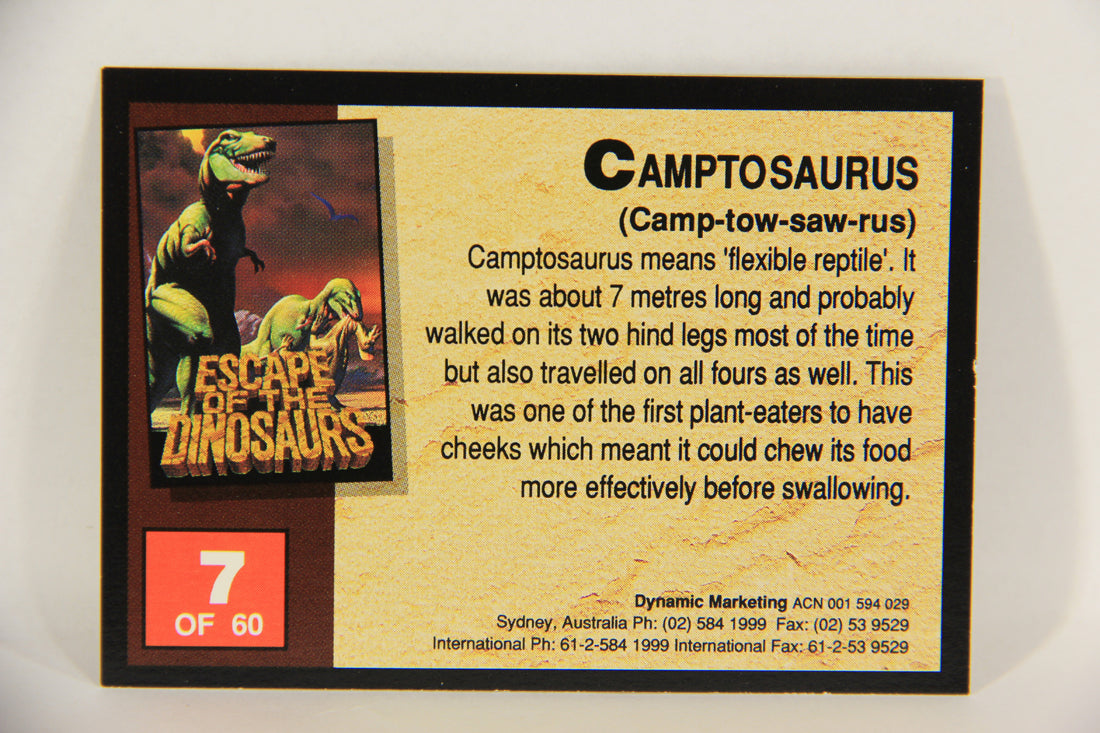 ESCAPE
OF THE
DINOSAURS
7
OF 60
CAMPTOSAURUS
(Camp-tow-saw-rus)
Camptosaurus means 'flexible reptile'. It
was about 7 metres long and probably
walked on its two hind legs most of the time
but also travelled on all fours as well. This
was one of the first plant-eaters to have
cheeks which meant it could chew its food
more effectively before swallowing.
Dynamic Marketing ACN 001 594 029
Sydney, Australia Ph: (02) 584 1999 Fax: (02) 53 9529
International Ph: 61-2-584 1999 International Fax: 61-2-53 9529